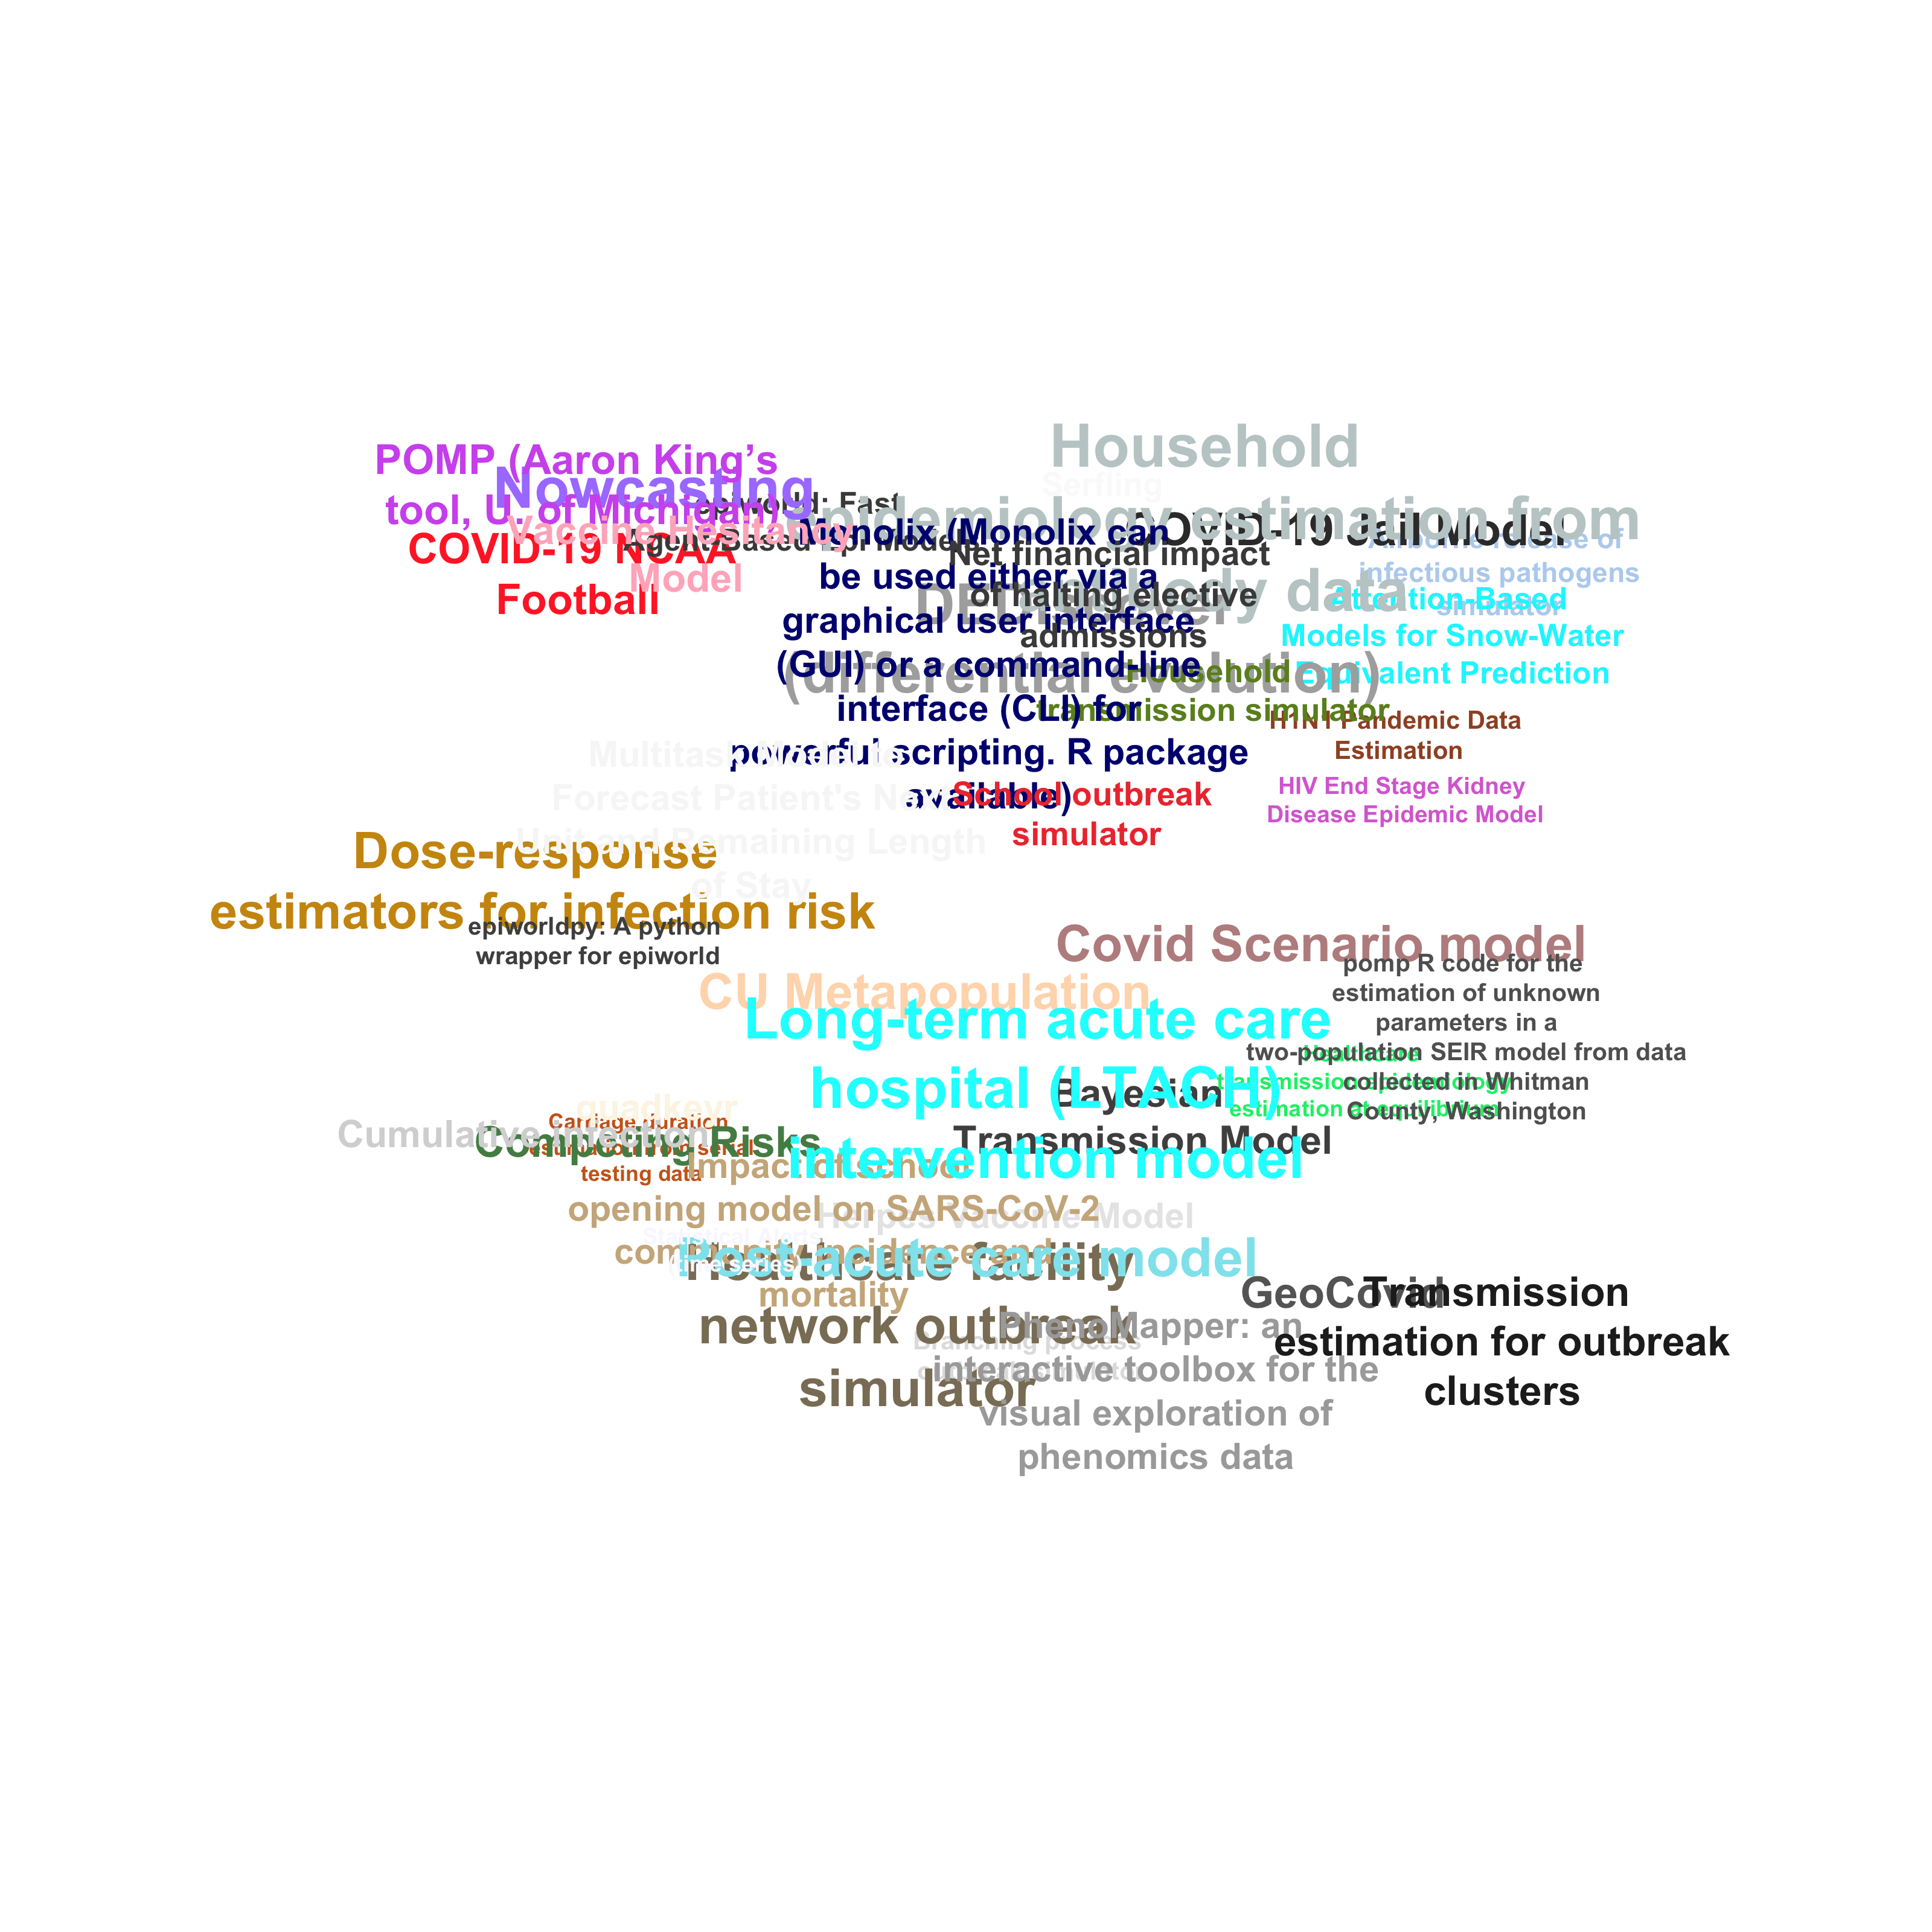 POMP (Aaron King’s
tool, U. of Michigan)
Nowcasting
Vaccine Hesitancy
Model
COVID-19 NCAA
Football
epiworld: Fast
Agent-Based Epi Models
Household
epidemiology estimation from
antibody data
Serfling
COVID-19 Jail Model
Airborne release of
infectious pathogens
simulator
Monolix (Monolix can
be used either via a
graphical user interface
(GUI) or a command-line
interface (CLI) for
powerful scripting. R package
available)
Net financial impact
of halting elective
admissions
DEDiscover
(differential evolution)
Attention-Based
Models for Snow-Water
Equivalent Prediction
Household
transmission simulator
H1N1 Pandemic Data
Estimation
HIV End Stage Kidney
Disease Epidemic Model
School outbreak
simulator
Multitask Model to
Forecast Patient's Next
Unit and Remaining Length
of Stay
Dose-response
estimators for infection risk
epiworldpy: A python
wrapper for epiworld
Covid Scenario model
pomp R code for the
estimation of unknown
parameters in a
two-population SEIR model from data
collected in Whitman
County, Washington
CU Metapopulation
Long-term acute care
hospital (LTACH)
intervention model
Bayesian
Transmission Model
Healthcare
transmission epidemiology
estimation at equilibrium
quadkeyr
Cumulative infection
Competing Risks
Carriage duration
estimation from serial
testing data
Impact of school
opening model on SARS-CoV-2
community incidence and
mortality
Herpes Vaccine Model
Statistical Alerts
(time series)
Post-acute care model
Healthcare facility
network outbreak
simulator
GeoCovid
Transmission
estimation for outbreak
clusters
Branching process
outbreak simulator
PhenoMapper: an
interactive toolbox for the
visual exploration of
phenomics data